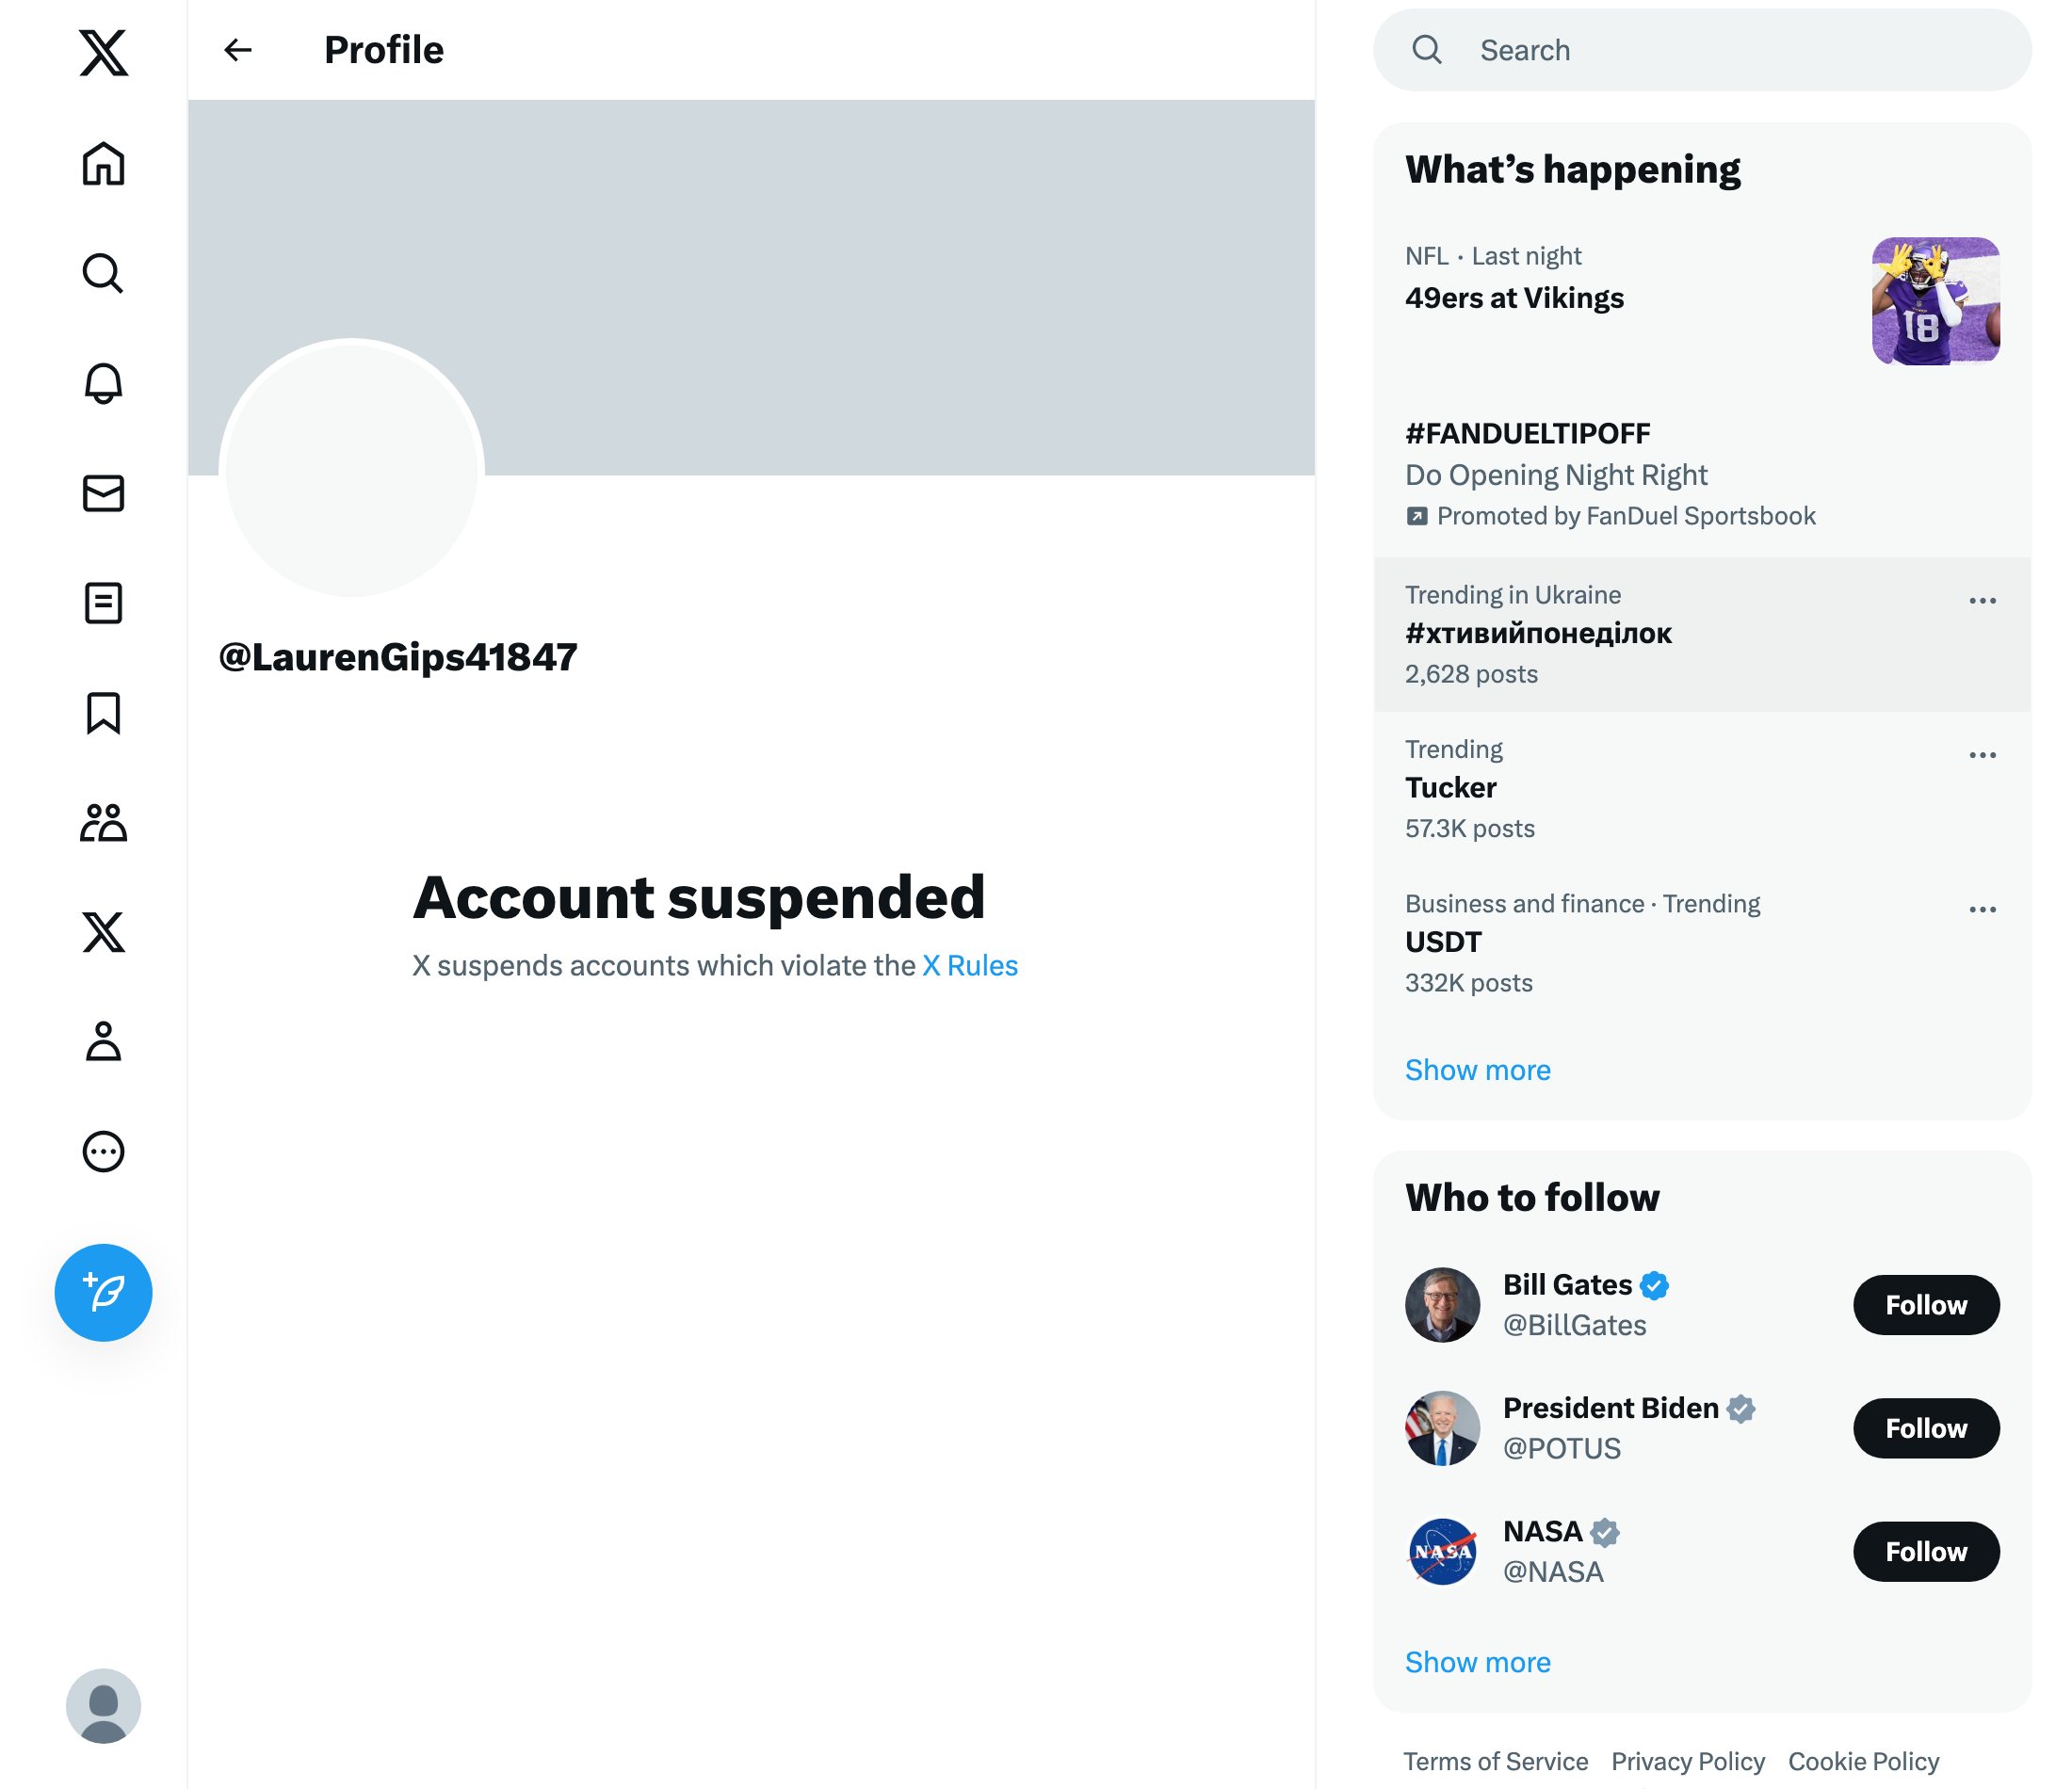 Profile
@LaurenGips41847
Account suspended
X suspends accounts which violate the X Rules
Search
What’s happening
NFL · Last night
49ers at Vikings
18
#FANDUELTIPOFF
Do Opening Night Right
Promoted by FanDuel Sportsbook
Trending in Ukraine
#хтивийпонеділок
2,628 posts
Trending
Tucker
57.3K posts
Business and finance · Trending
USDT
332K posts
Show more
Who to follow
Bill Gates
@BillGates
Follow
President Biden
@POTUS
Follow
NASA
NASA
@NASA
Follow
Show more
Terms of Service Privacy Policy Cookie Policy